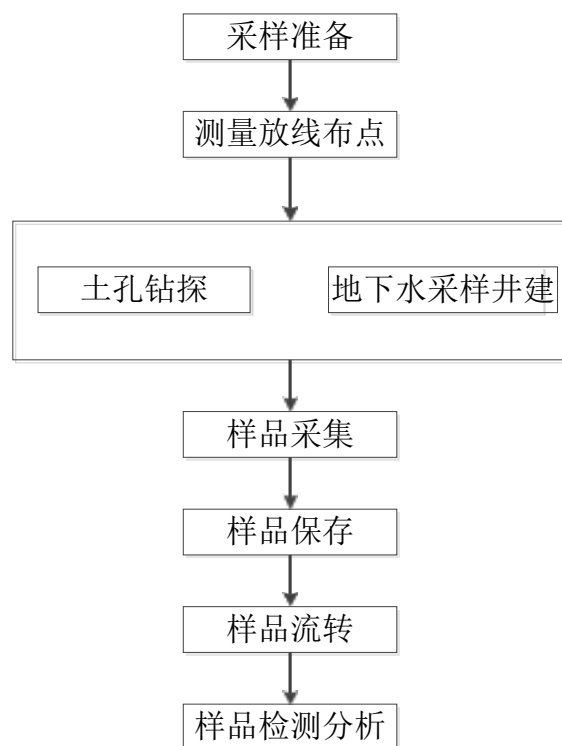 采样准备
测量放线布点
土孔钻探
地下水采样井建
样品采集
样品保存
样品流转
样品检测分析